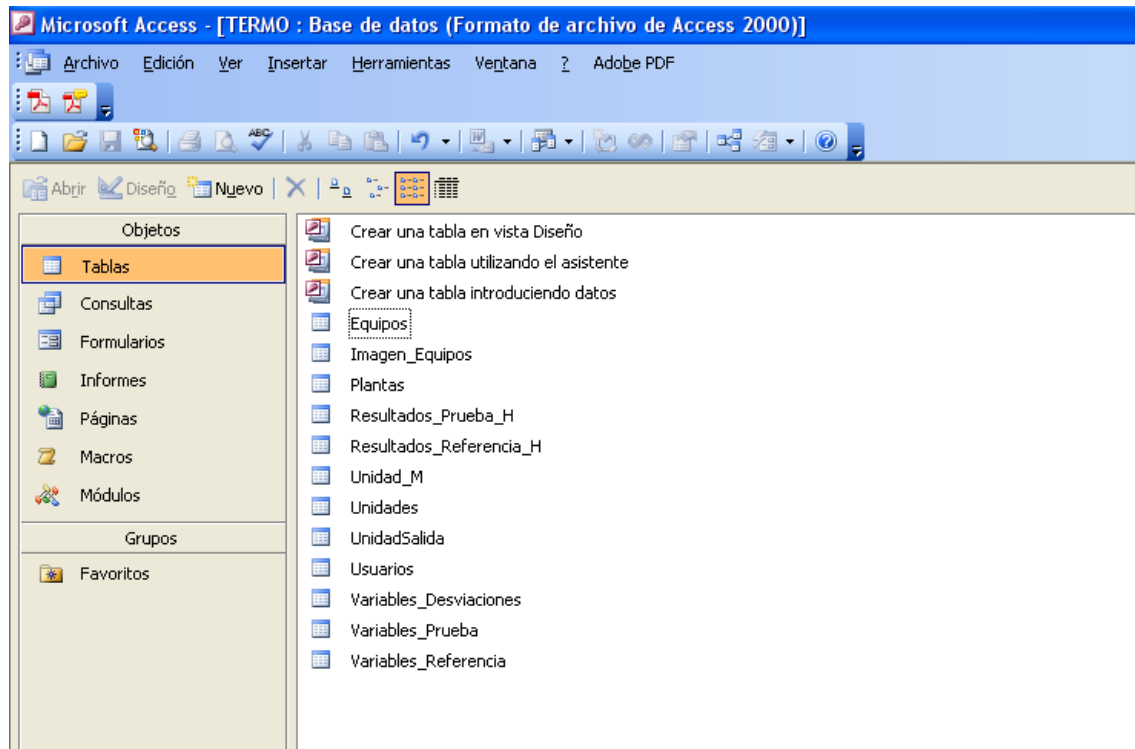 Microsoft Access - [TERMO : Base de datos (Formato de archivo de Access 2000)]
Archivo Edición Ver Insertar Herramientas Ventana ? Adobe PDF
ABC
W
Abrir Diseño Nuevo
Objetos
Tablas
Consultas
Formularios
Informes
Páginas
Macros
Módulos
Grupos
Favoritos
Crear una tabla en vista Diseño
Crear una tabla utilizando el asistente
Crear una tabla introduciendo datos
Equipos
Imagen_Equipos
Plantas
Resultados_Prueba_H
Resultados_Referencia_H
Unidad_M
Unidades
UnidadSalida
Usuarios
Variables_Desviaciones
Variables_Prueba
Variables_Referencia